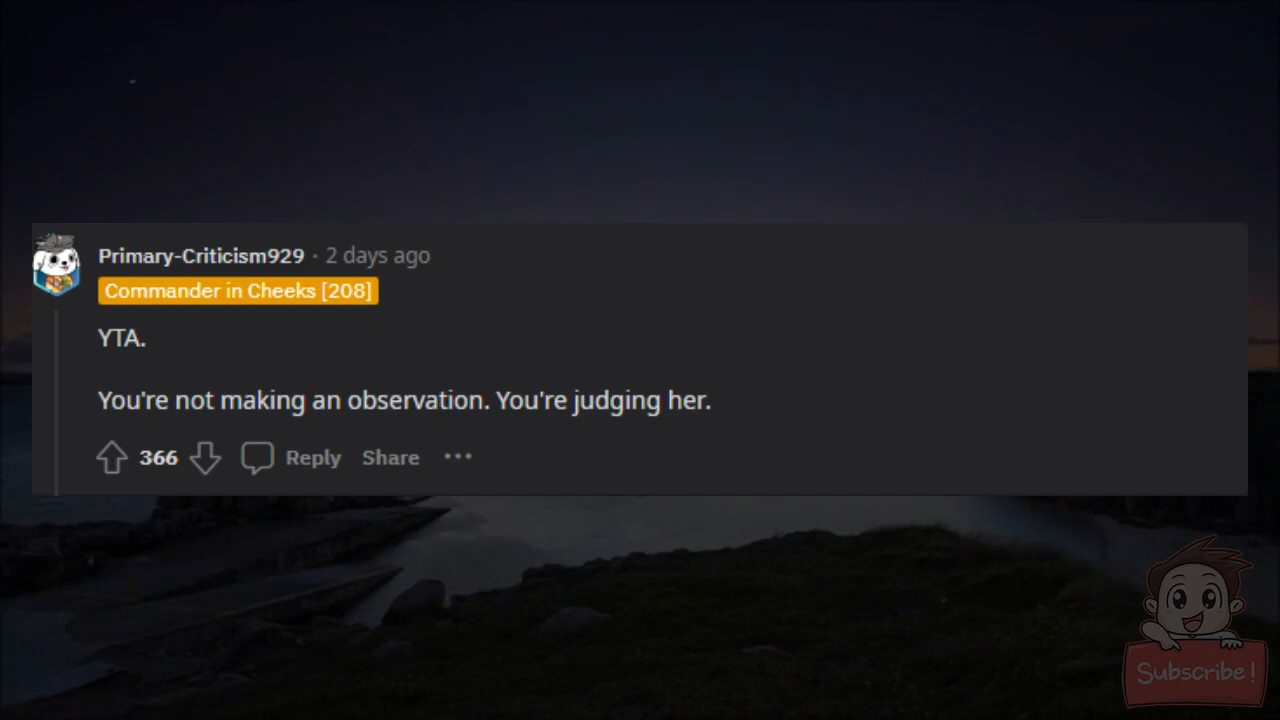 Primary-Criticism929 · 2 days ago
Commander in Cheeks [208]
YTA.
You're not making an observation. You're judging her.
366 Reply Share ···
Subscribe!